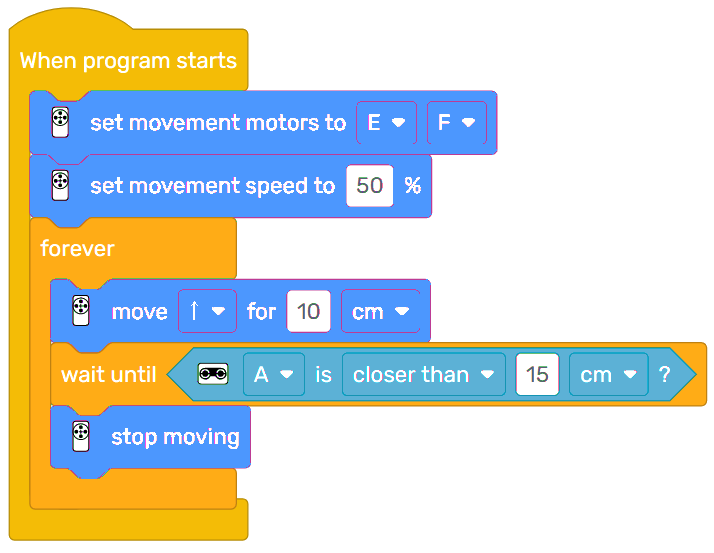 When program starts
set movement motors to E F
set movement speed to 50 %
forever
move ↑ for 10 cm
wait until A is closer than 15 cm ?
stop moving